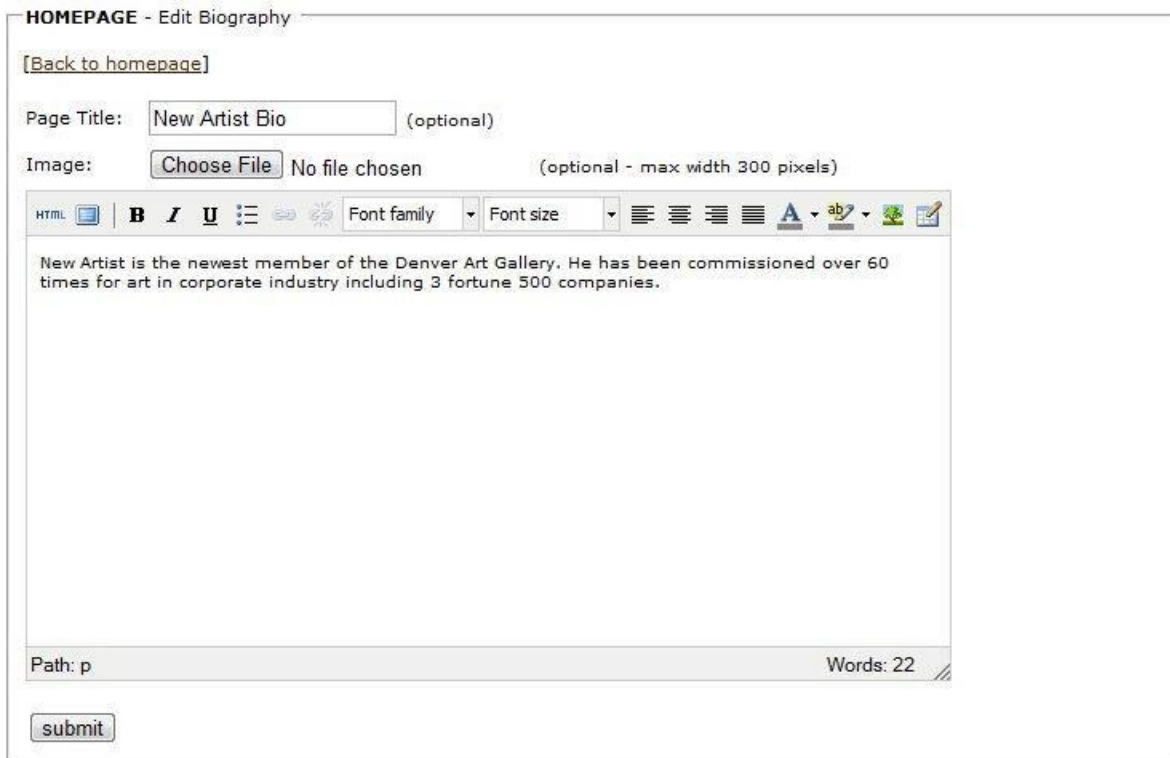 HOMEPAGE - Edit Biography
[Back to homepage]
Page Title: New Artist Bio (optional)
Image: Choose File No file chosen (optional - max width 300 pixels)
HTML B I U Font family Font size A ab
New Artist is the newest member of the Denver Art Gallery. He has been commissioned over 60
times for art in corporate industry including 3 fortune 500 companies.
Path: p Words: 22
submit